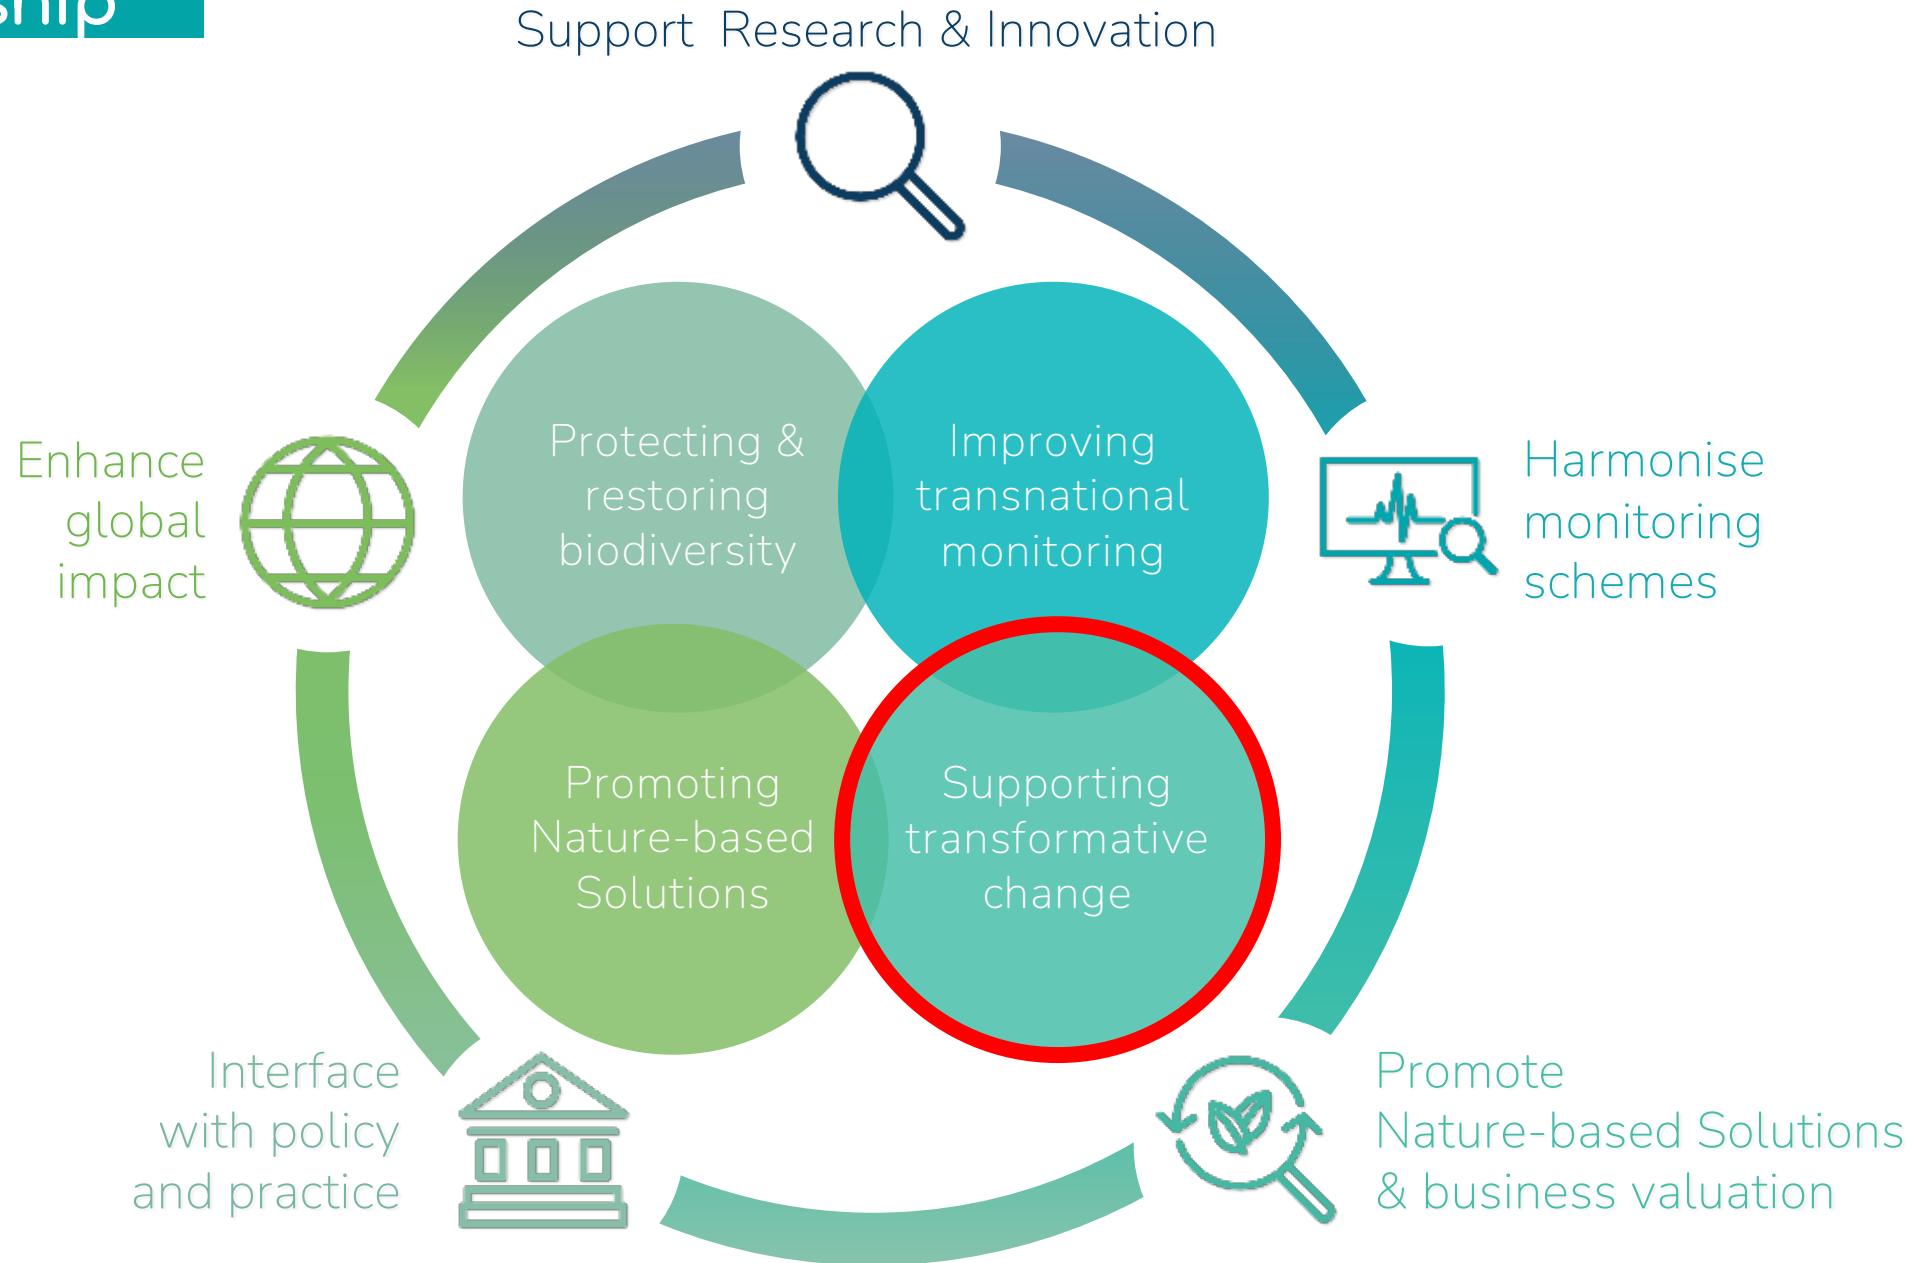 Support Research & Innovation
Protecting &
restoring
biodiversity
Improving
transnational
monitoring
Enhance
global
impact
Harmonise
monitoring
schemes
Promoting
Nature-based
Solutions
Supporting
transformative
change
Interface
with policy
and practice
Promote
Nature-based Solutions
& business valuation